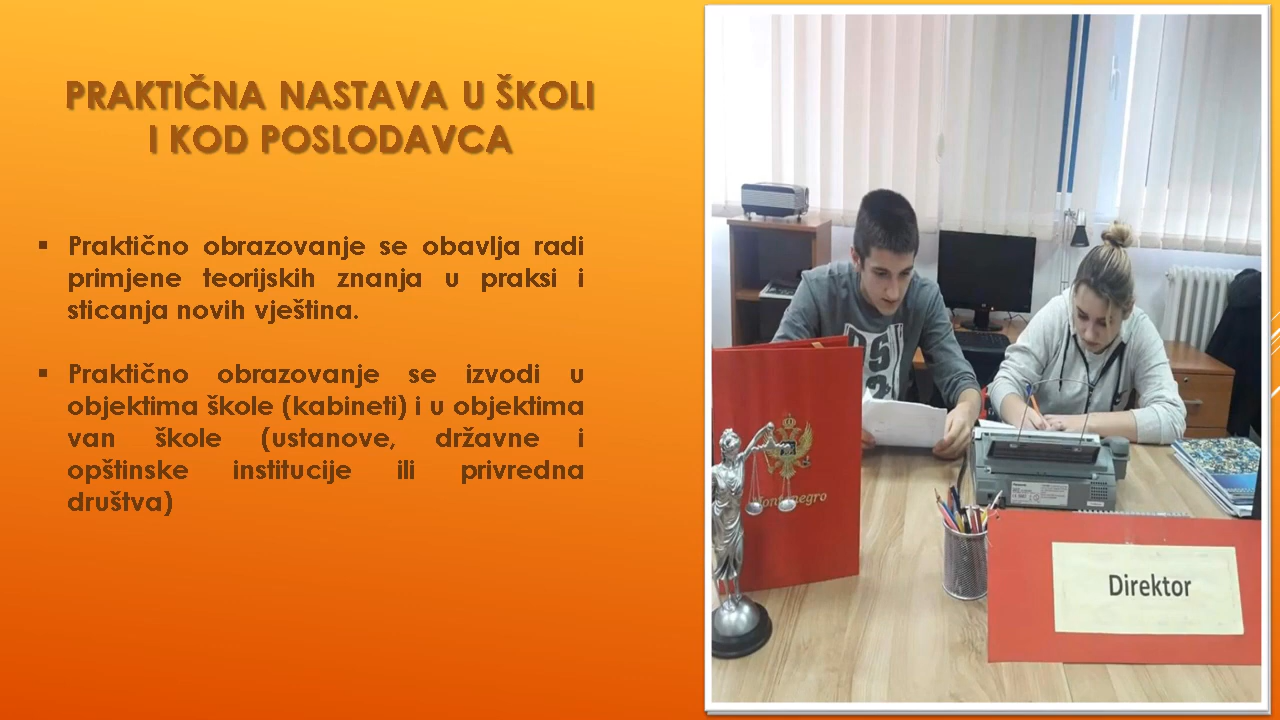 PRAKTIČNA NASTAVA U ŠKOLI
I KOD POSLODAVCA
▪ Praktično obrazovanje se obavlja radi
primjene teorijskih znanja u praksi i
sticanja novih vještina.
▪ Praktično obrazovanje se izvodi u
objektima škole (kabineti) i u objektima
van škole (ustanove, državne i
opštinske institucije ili privredna
društva)
Montenegro
Panasonic
Direktor